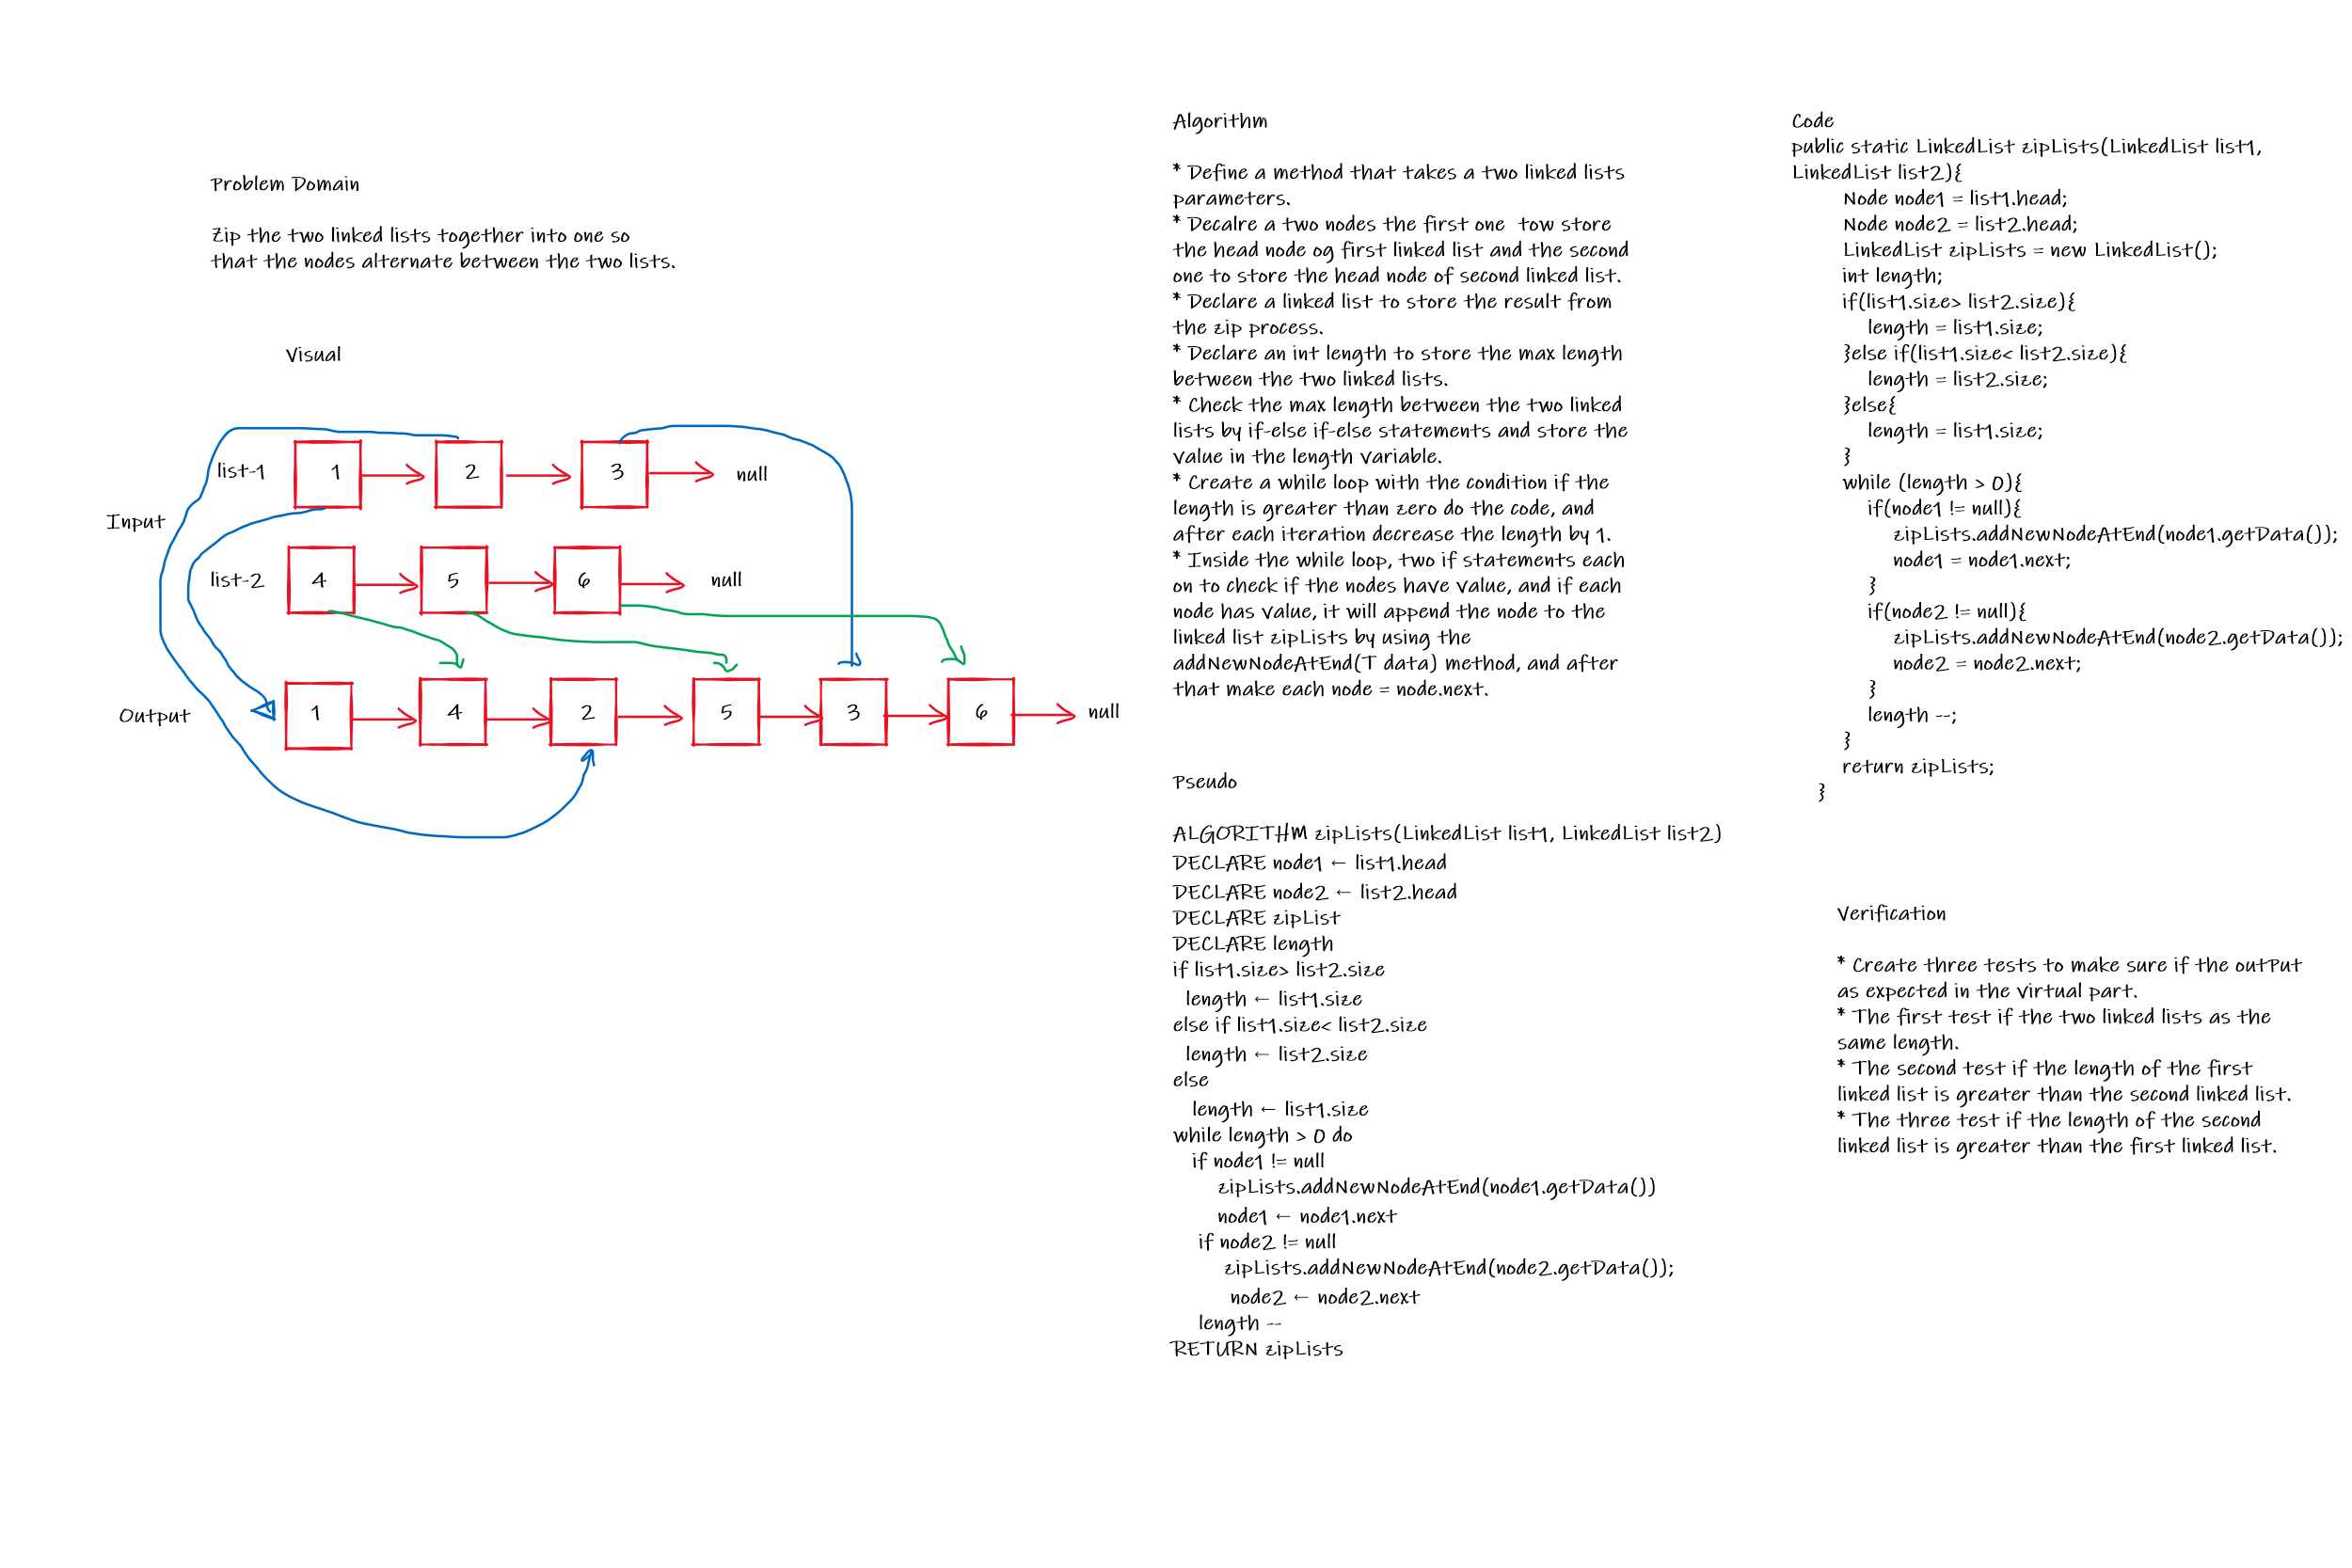 Problem Domain
Zip the two linked lists together into one so
that the nodes alternate between the two lists.
Visual
list-1
1
2
3
null
Input
list-2
4
5
6
null
Output
1
4
2
5
3
6
null
Algorithm
* Define a method that takes a two linked lists
parameters.
* Decalre a two nodes the first one  tow store
the head node og first linked list and the second
one to store the head node of second linked list.
* Declare a linked list to store the result from
the zip process.
* Declare an int length to store the max length
between the two linked lists.
* Check the max length between the two linked
lists by if-else if-else statements and store the
value in the length variable.
* Create a while loop with the condition if the
length is greater than zero do the code, and
after each iteration decrease the length by 1.
* Inside the while loop, two if statements each
on to check if the nodes have value, and if each
node has value, it will append the node to the
linked list zipLists by using the
addNewNodeAtEnd(T data) method, and after
that make each node = node.next.
Pseudo
ALGORITHM zipLists(LinkedList list1, LinkedList list2)
DECLARE node1 ← list1.head
DECLARE node2 ← list2.head
DECLARE zipList
DECLARE length
if list1.size> list2.size
length ← list1.size
else if list1.size< list2.size
length ← list2.size
else
length ← list1.size
while length > 0 do
if node1 != null
zipLists.addNewNodeAtEnd(node1.getData())
node1 ← node1.next
if node2 != null
zipLists.addNewNodeAtEnd(node2.getData());
node2 ← node2.next
length --
RETURN zipLists
Code
public static LinkedList zipLists(LinkedList list1,
LinkedList list2){
Node node1 = list1.head;
Node node2 = list2.head;
LinkedList zipLists = new LinkedList();
int length;
if(list1.size> list2.size){
length = list1.size;
}else if(list1.size< list2.size){
length = list2.size;
}else{
length = list1.size;
}
while (length > 0){
if(node1 != null){
zipLists.addNewNodeAtEnd(node1.getData());
node1 = node1.next;
}
if(node2 != null){
zipLists.addNewNodeAtEnd(node2.getData());
node2 = node2.next;
}
length --;
}
return zipLists;
}
Verification
* Create three tests to make sure if the outPut
as expected in the virtual part.
* The first test if the two linked lists as the
same length.
* The second test if the length of the first
linked list is greater than the second linked list.
* The three test if the length of the second
linked list is greater than the first linked list.